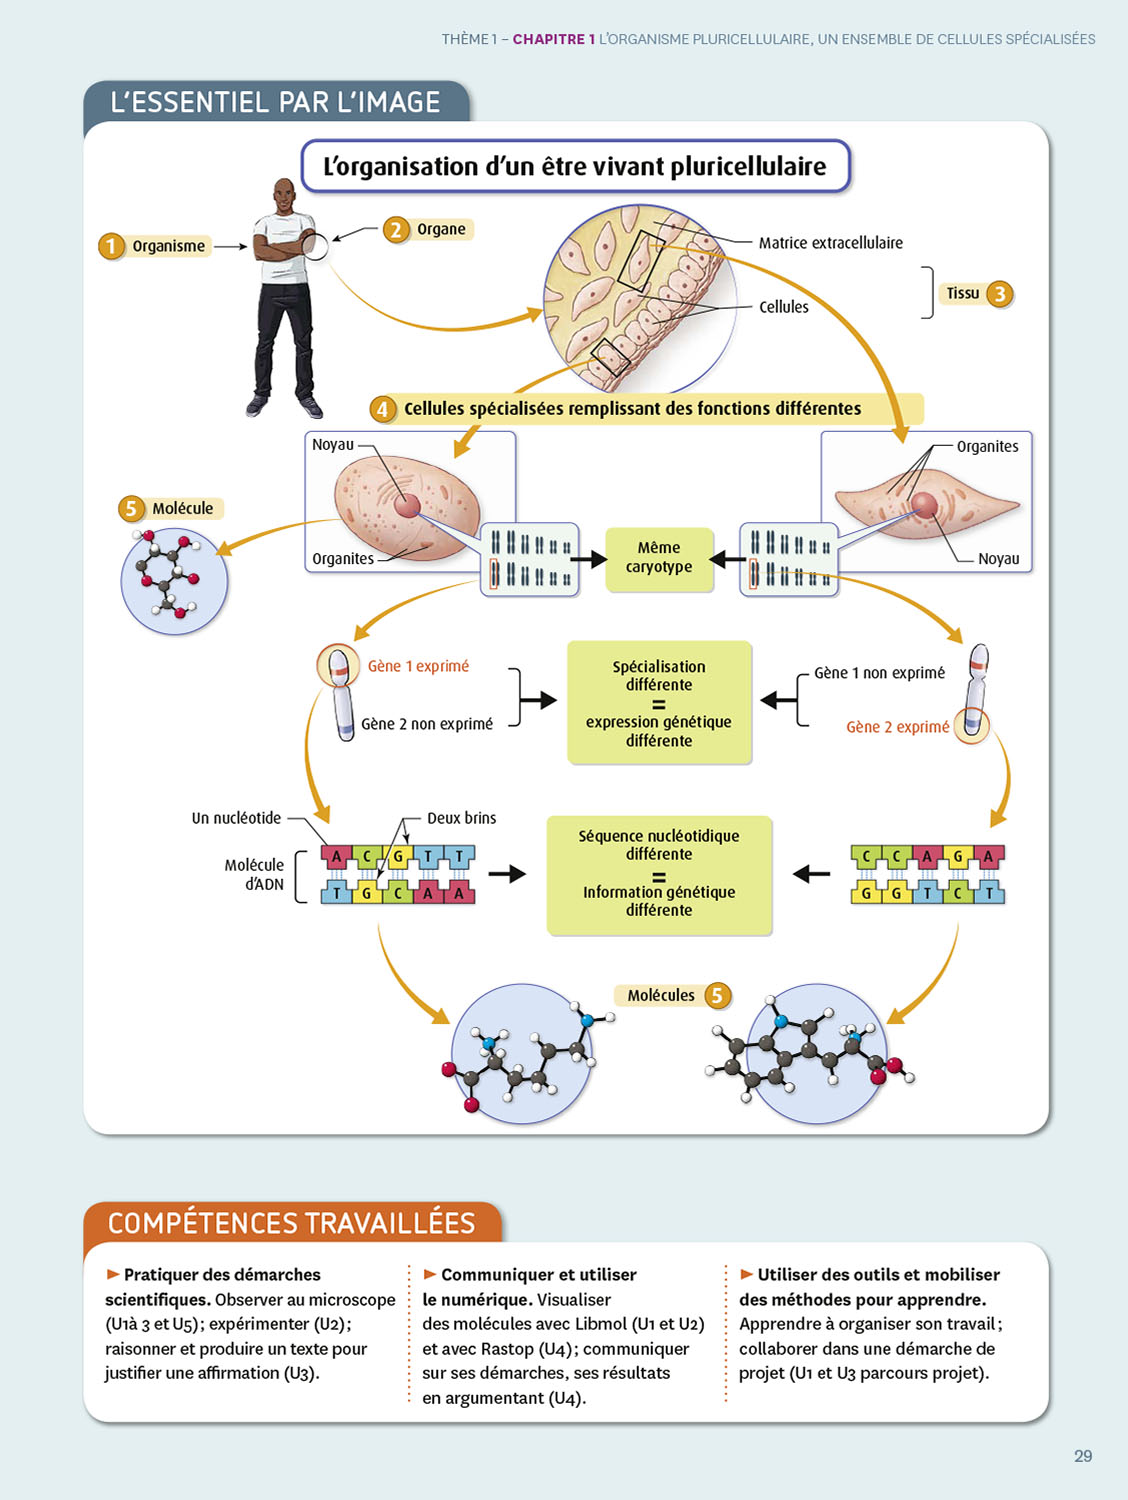 THÈME 1 – CHAPITRE 1 L'ORGANISME PLURICELLULAIRE, UN ENSEMBLE DE CELLULES SPÉCIALISÉES
L'ESSENTIEL PAR L'IMAGE
L'organisation d'un être vivant pluricellulaire
1 Organisme
2 Organe
Matrice extracellulaire
Cellules
Tissu 3
4 Cellules spécialisées remplissant des fonctions différentes
Noyau
Organites
Organites
Noyau
5 Molécule
Même
caryotype
Gène 1 exprimé
Gène 2 non exprimé
Spécialisation
différente
=
expression génétique
différente
Gène 1 non exprimé
Gène 2 exprimé
Un nucléotide
Deux brins
Molécule
d'ADN
A C G T T
T G C A A
Séquence nucléotidique
différente
=
Information génétique
différente
C C A G A
G G T C T
Molécules 5
COMPÉTENCES TRAVAILLÉES
► Pratiquer des démarches
scientifiques. Observer au microscope
(U1à 3 et U5) ; expérimenter (U2) ;
raisonner et produire un texte pour
justifier une affirmation (U3).
► Communiquer et utiliser
le numérique. Visualiser
des molécules avec Libmol (U1 et U2)
et avec Rastop (U4) ; communiquer
sur ses démarches, ses résultats
en argumentant (U4).
► Utiliser des outils et mobiliser
des méthodes pour apprendre.
Apprendre à organiser son travail ;
collaborer dans une démarche de
projet (U1 et U3 parcours projet).
29